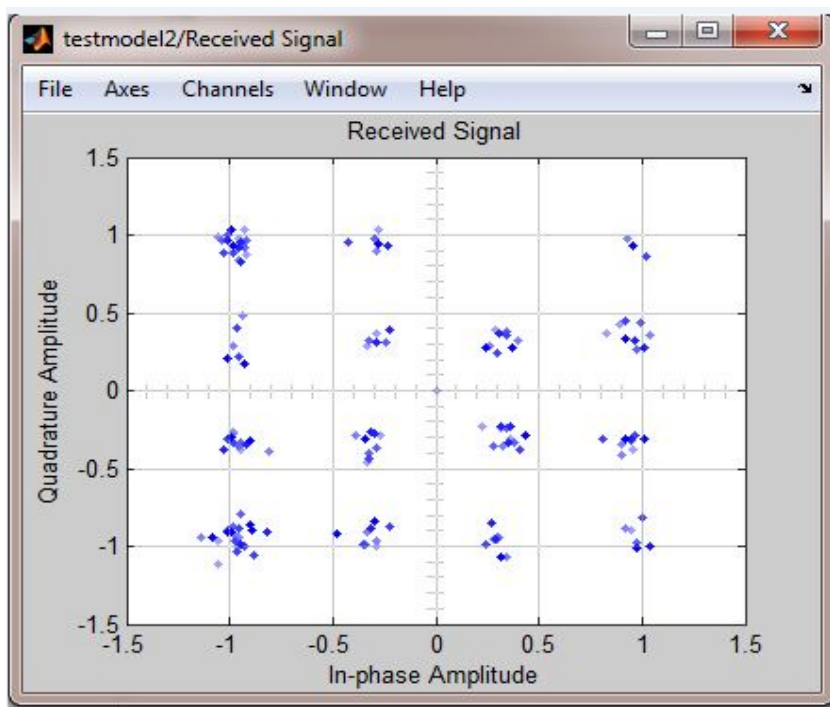 testmodel2/Received Signal
File Axes Channels Window Help
Received Signal
1.5
1
0.5
0
-0.5
-1
-1.5
Quadrature Amplitude
-1.5 -1 -0.5 0 0.5 1 1.5
In-phase Amplitude